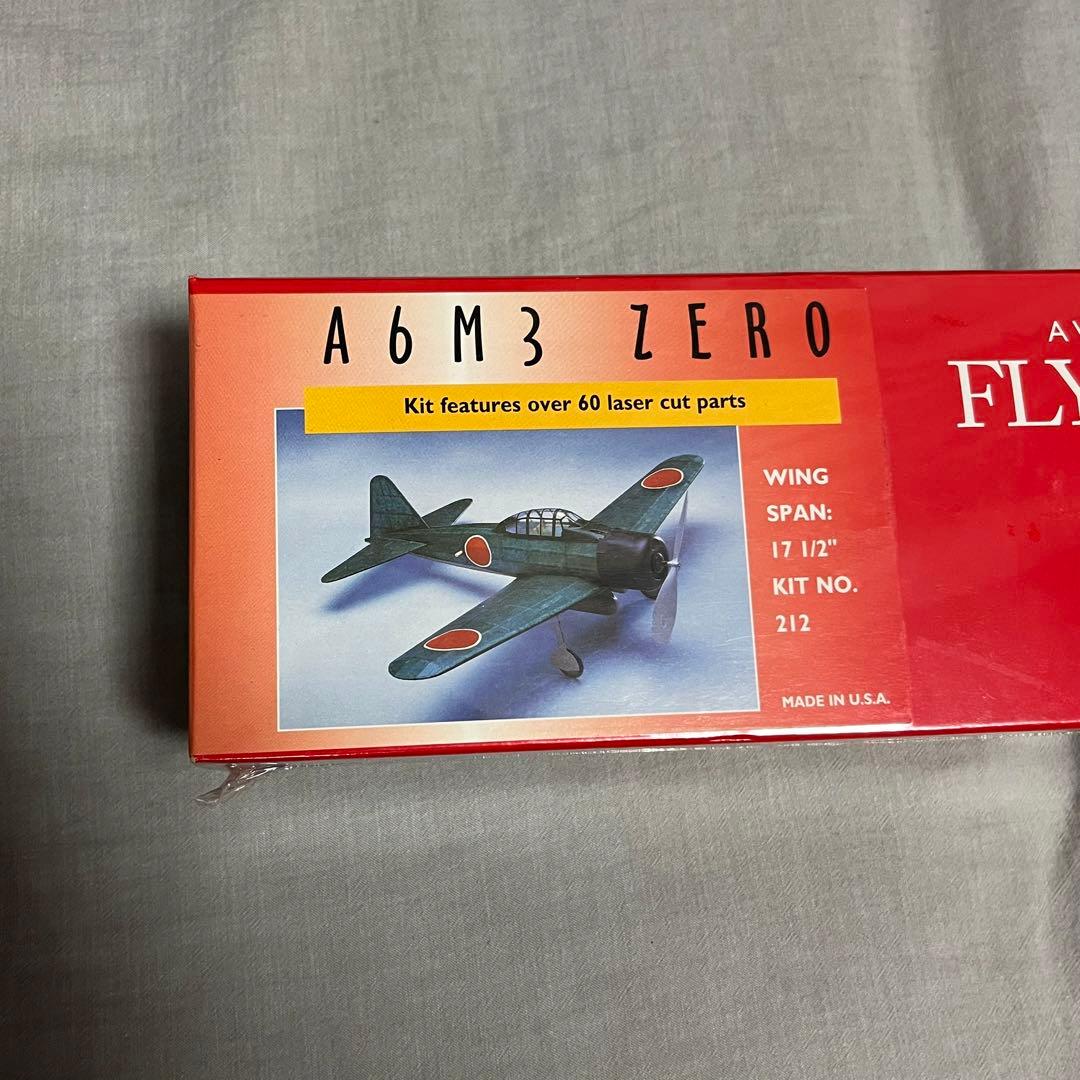 A6M3 ZERO
Kit features over 60 laser cut parts
WING
SPAN:
17 1/2"
KIT NO.
212
MADE IN U.S.A.